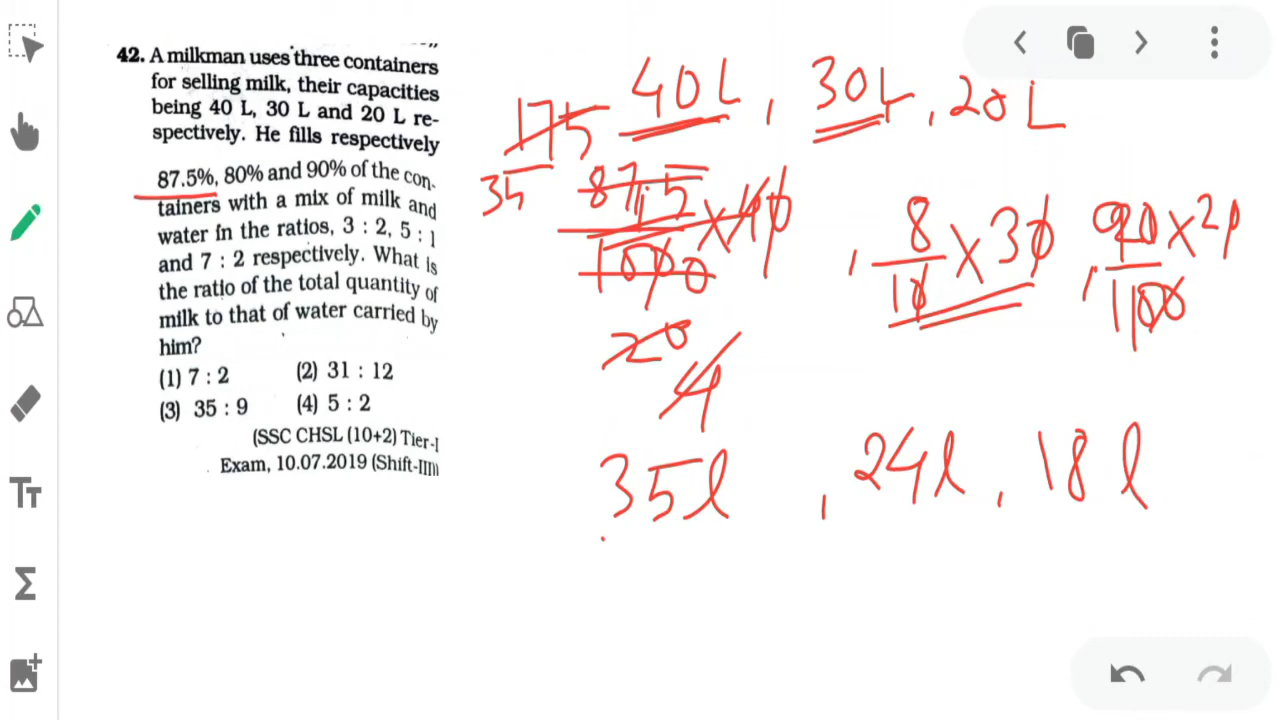 42. A milkman uses three containers
for selling milk, their capacities
being 40 L, 30 L and 20 L re-
spectively. He fills respectively
87.5%, 80% and 90% of the con-
tainers with a mix of milk and
water in the ratios, 3 : 2, 5 : 1
and 7 : 2 respectively. What is
the ratio of the total quantity of
milk to that of water carried by
him?
(1) 7 : 2 (2) 31 : 12
(3) 35 : 9 (4) 5 : 2
(SSC CHSL (10+2) Tier-I
Exam, 10.07.2019 (Shift-III)
40L, 30L, 20L
175
35
87.5/1000 × 40, 8/10 × 30, 90/100 × 20
20
4
35l, 24l, 18l
TT
Σ